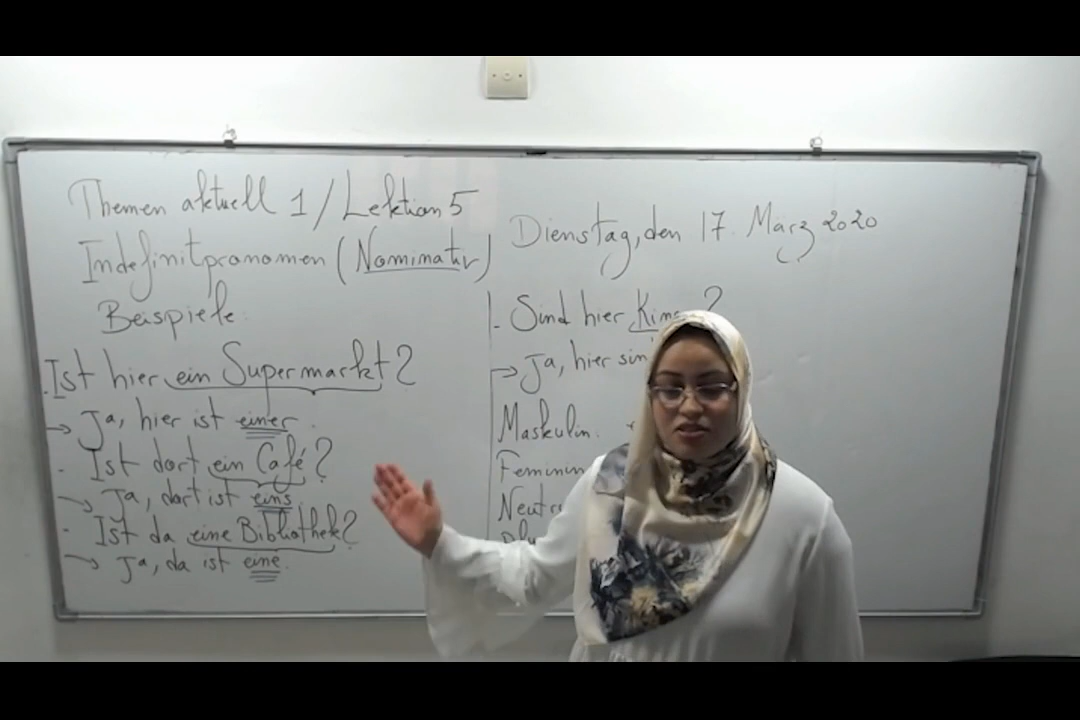 Themen aktuell 1 / Lektion 5
Indefinitpronomen (Nominativ)
Beispiele:
. Ist hier ein Supermarkt?
→ Ja, hier ist einer.
- Ist dort ein Café?
→ Ja, dort ist eins
- Ist da eine Bibliothek?
→ Ja, da ist eine.
Dienstag, den 17. März 2020
- Sind hier ?
→ Ja, hier
Maskulin.
Feminin